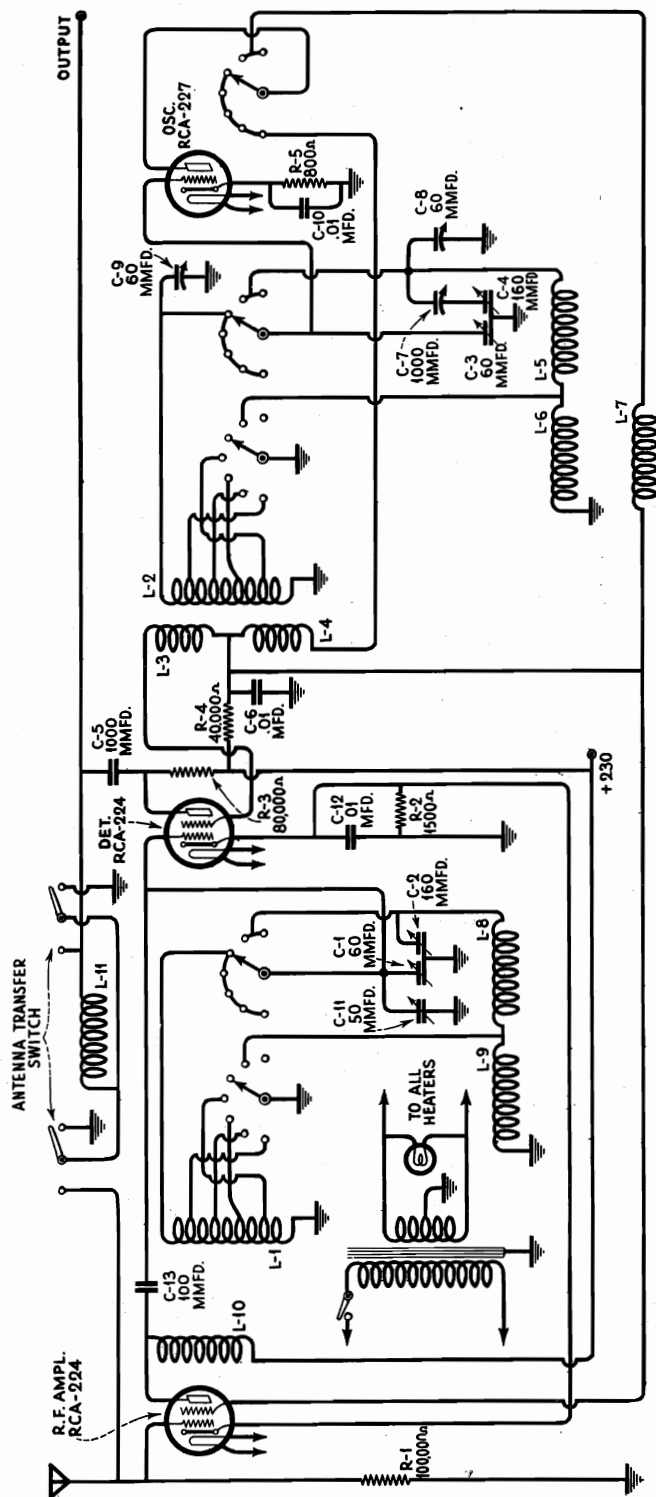 ANTENNA TRANSFER
SWITCH
OUTPUT
R.F. AMPL.
RCA-224
L-11
C-5
1000
MMFD.
DET.
RCA-224
C-9
60
MMFD.
OSC.
RCA-227
C-13
100
MMFD.
L-10
L-1
R-3
80,000Ω
R-4
40,000Ω
C-6
.01
MFD.
L-3
L-4
L-2
C-10
.01
MFD.
R-5
800Ω
C-12
.01
MFD.
R-2
1500Ω
C-11
50
MMFD.
C-1
60
MMFD.
C-2
160
MMFD.
C-7
1000
MMFD.
C-3
60
MMFD.
C-4
160
MMFD
C-8
60
MMFD.
TO ALL
HEATERS
L-9
L-8
L-6
L-5
R-1
100,00Ω
+230
L-7